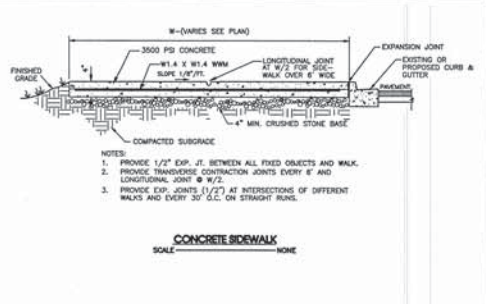 W-(VARIES SEE PLAN)
3500 PSI CONCRETE
W1.4 X W1.4 WWM
SLOPE 1/8"/FT.
LONGITUDINAL JOINT
AT W/2 FOR SIDE-
WALK OVER 6' WIDE
EXPANSION JOINT
EXISTING OR
PROPOSED CURB &
GUTTER
FINISHED
GRADE
PAVEMENT
4" MIN. CRUSHED STONE BASE
COMPACTED SUBGRADE
NOTES:
1. PROVIDE 1/2" EXP. JT. BETWEEN ALL FIXED OBJECTS AND WALK.
2. PROVIDE TRANSVERSE CONTRACTION JOINTS EVERY 6' AND
LONGITUDINAL JOINT @ W/2.
3. PROVIDE EXP. JOINTS (1/2") AT INTERSECTIONS OF DIFFERENT
WALKS AND EVERY 30' O.C. ON STRAIGHT RUNS.
CONCRETE SIDEWALK
SCALE NONE